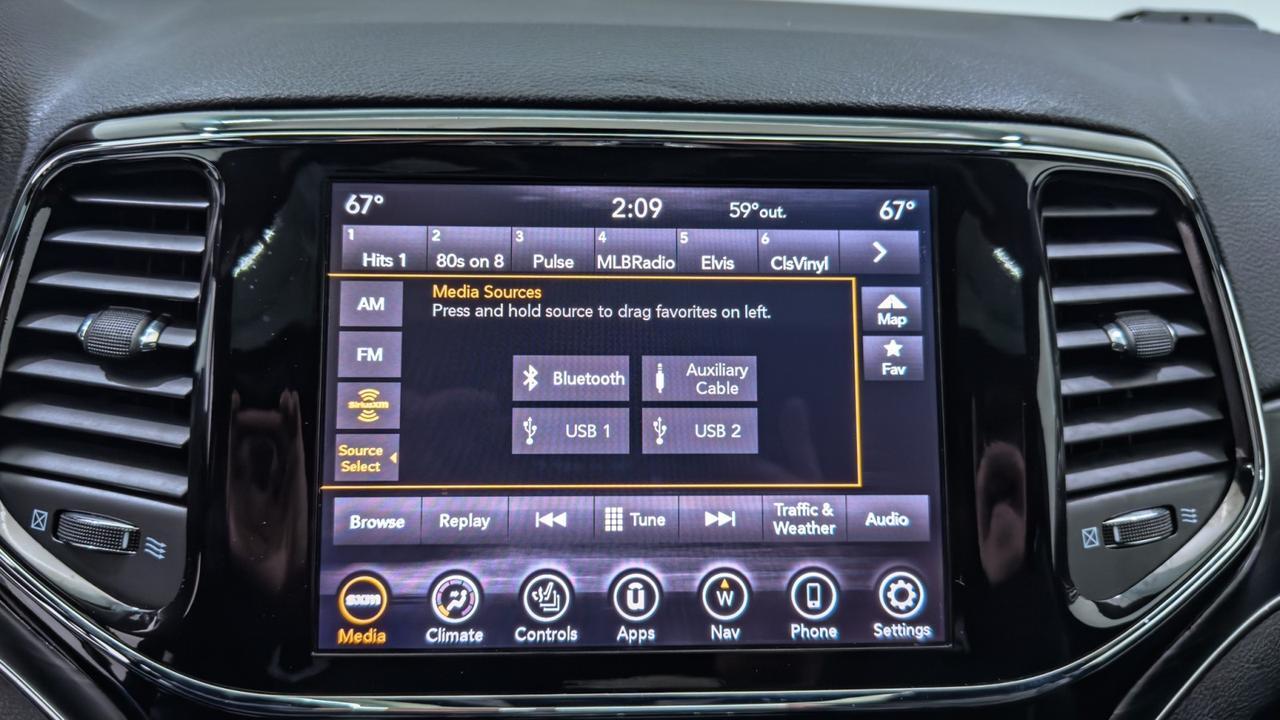 67° 2:09 59°out. 67°
1 2 3 4 5 6
Hits 1 80s on 8 Pulse MLBRadio Elvis ClsVinyl
AM
FM
SiriusXM
Source
Select
Media Sources
Press and hold source to drag favorites on left.
Bluetooth
Auxiliary
Cable
USB 1
USB 2
Map
Fav
Browse Replay Tune Traffic &
Weather Audio
sxm
Media Climate Controls
u
Apps
W
Nav Phone Settings